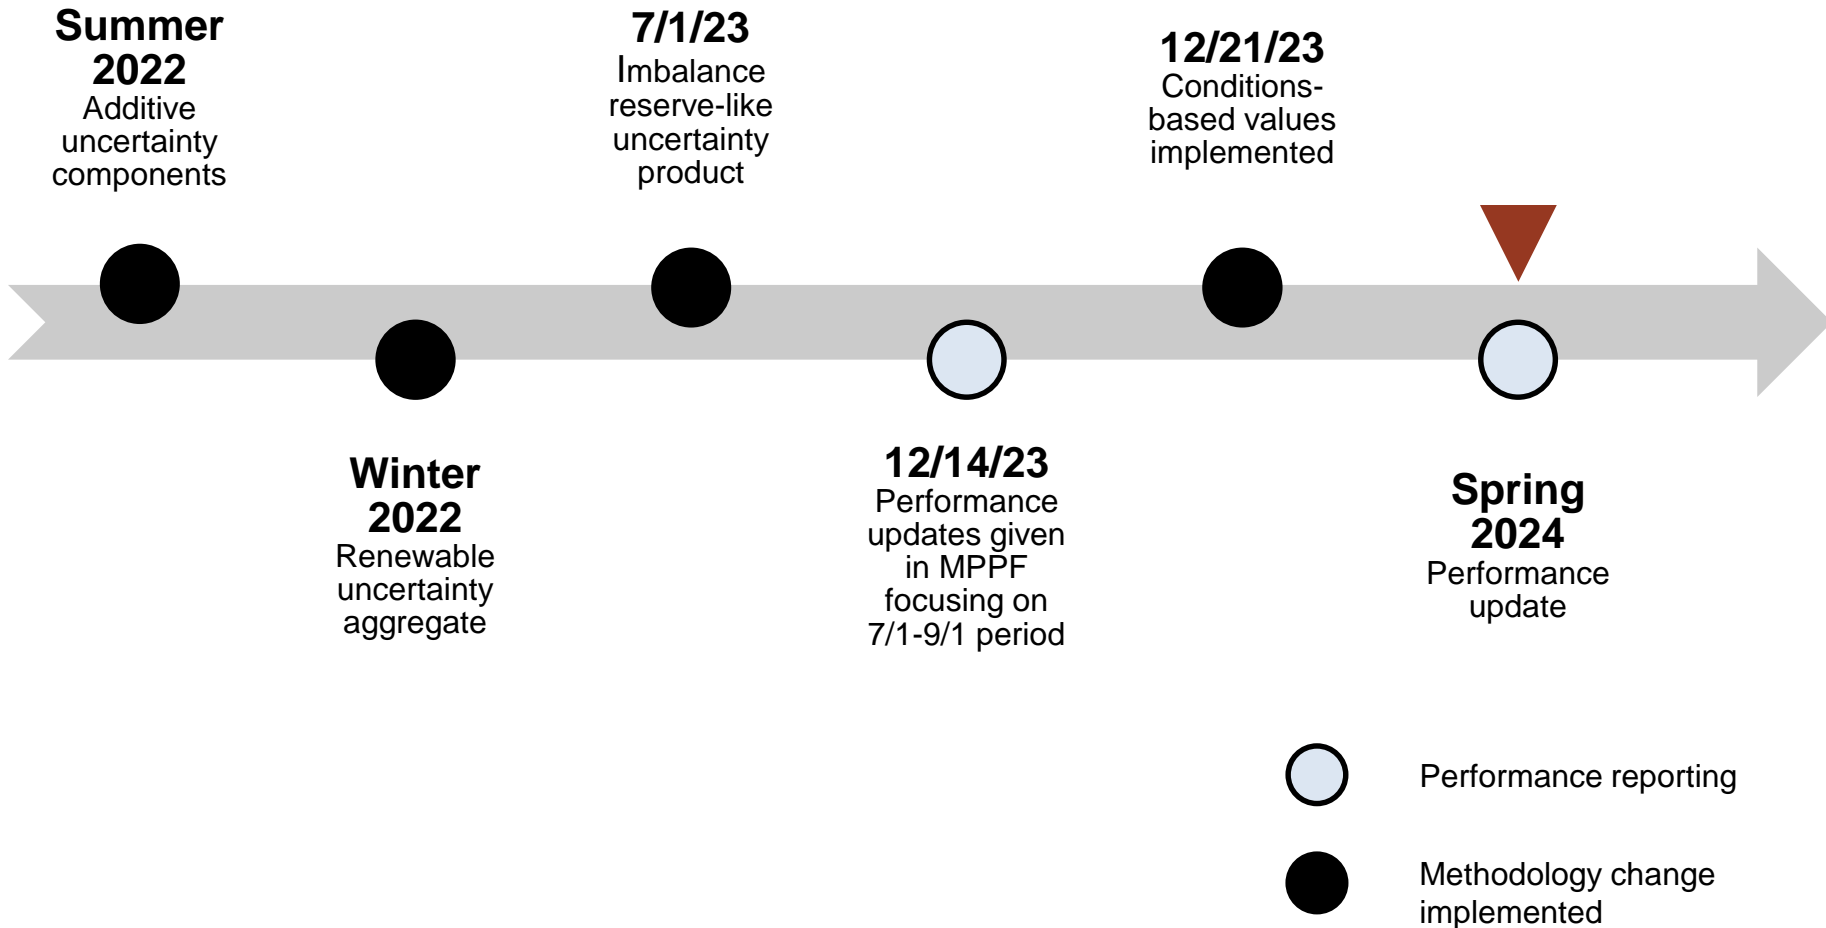 Summer
2022
Additive
uncertainty
components
7/1/23
Imbalance
reserve-like
uncertainty
product
12/21/23
Conditions-
based values
implemented
Winter
2022
Renewable
uncertainty
aggregate
12/14/23
Performance
updates given
in MPPF
focusing on
7/1-9/1 period
Spring
2024
Performance
update
Performance reporting
Methodology change
implemented